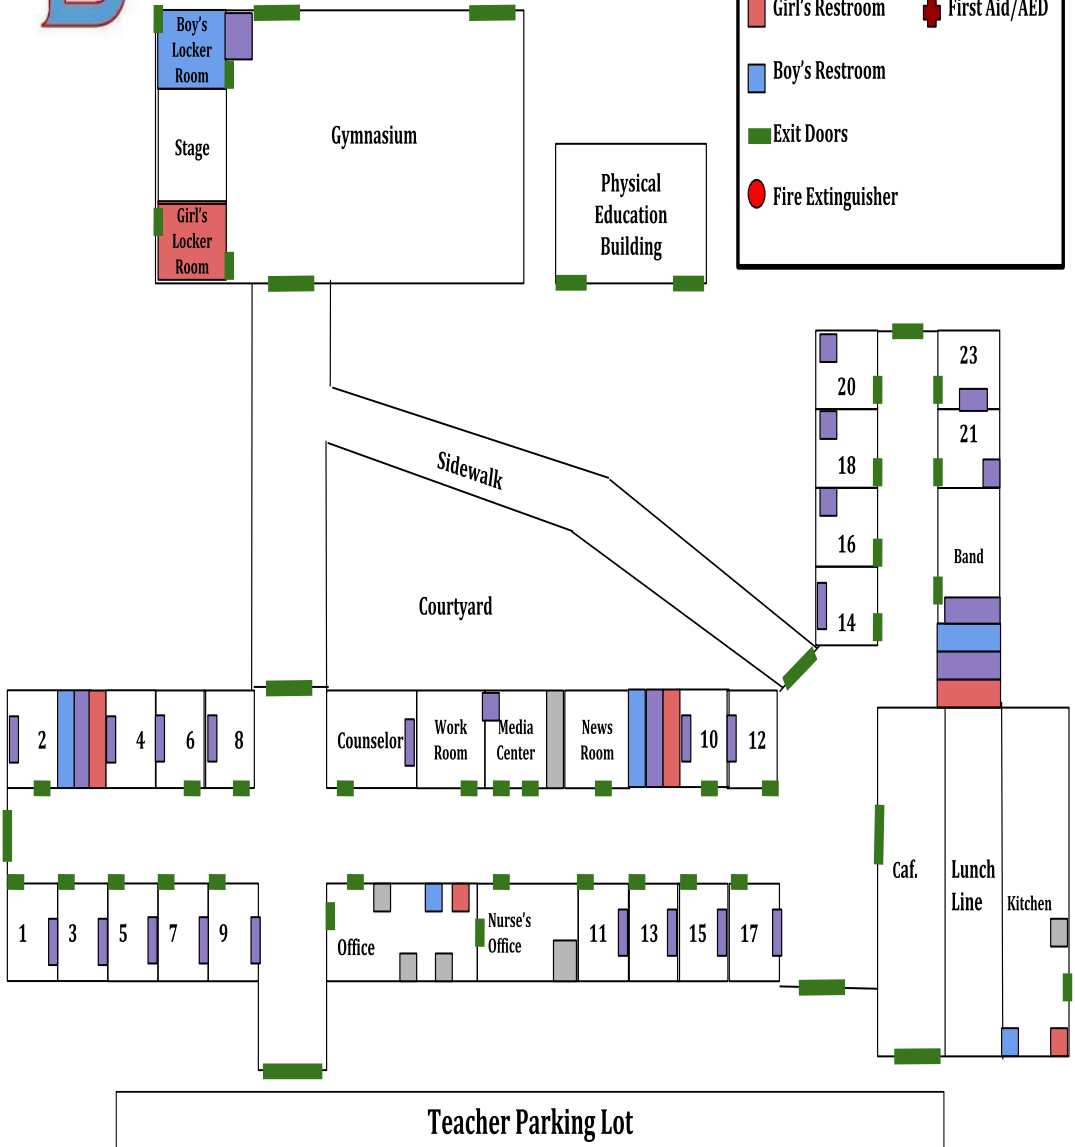 Girl's Restroom
First Aid/AED
Boy's Restroom
Exit Doors
Fire Extinguisher
Boy's
Locker
Room
Stage
Girl's
Locker
Room
Gymnasium
Physical
Education
Building
Sidewalk
Courtyard
20
18
16
14
23
21
Band
2
4
6
8
Counselor
Work
Room
Media
Center
News
Room
10
12
1
3
5
7
9
Office
Nurse's
Office
11
13
15
17
Caf.
Lunch
Line
Kitchen
Teacher Parking Lot